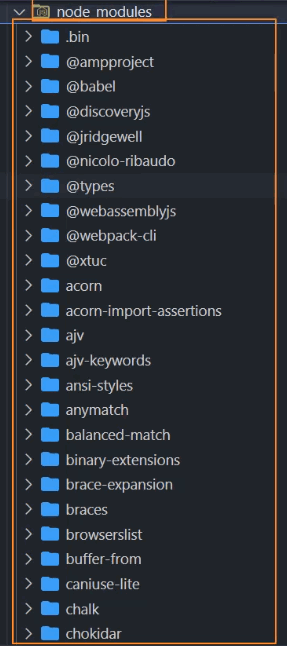 node_modules
.bin
@ampproject
@babel
@discoveryjs
@jridgewell
@nicolo-ribaudo
@types
@webassemblyjs
@webpack-cli
@xtuc
acorn
acorn-import-assertions
ajv
ajv-keywords
ansi-styles
anymatch
balanced-match
binary-extensions
brace-expansion
braces
browserslist
buffer-from
caniuse-lite
chalk
chokidar